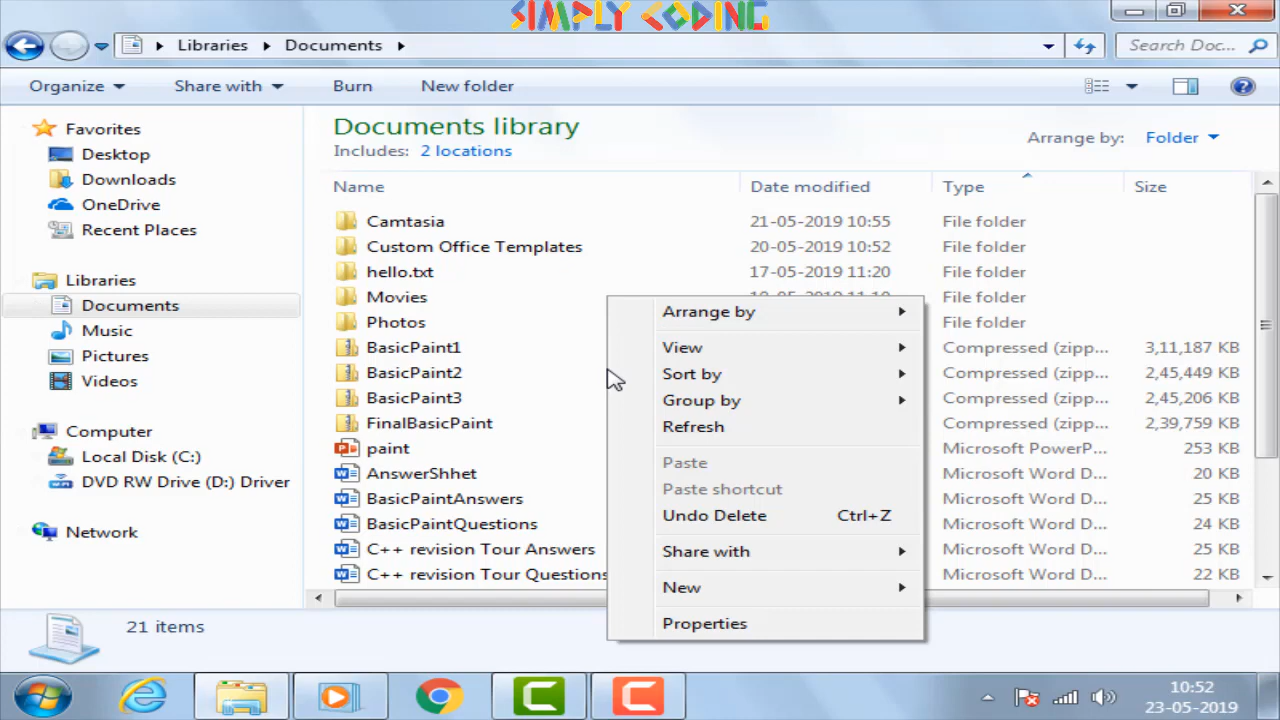 SIMPLY CODING
Libraries Documents
Search Doc...
Organize Share with Burn New folder
Favorites
Desktop
Downloads
OneDrive
Recent Places
Libraries
Documents
Music
Pictures
Videos
Computer
Local Disk (C:)
DVD RW Drive (D:) Driver
Network
Documents library
Includes: 2 locations
Arrange by: Folder
Name Date modified Type Size
Camtasia 21-05-2019 10:55 File folder
Custom Office Templates 20-05-2019 10:52 File folder
hello.txt 17-05-2019 11:20 File folder
Movies File folder
Photos File folder
BasicPaint1 Compressed (zipp... 3,11,187 KB
BasicPaint2 Compressed (zipp... 2,45,449 KB
BasicPaint3 Compressed (zipp... 2,45,206 KB
FinalBasicPaint Compressed (zipp... 2,39,759 KB
paint Microsoft PowerP... 253 KB
AnswerShhet Microsoft Word D... 20 KB
BasicPaintAnswers Microsoft Word D... 25 KB
BasicPaintQuestions Microsoft Word D... 24 KB
C++ revision Tour Answers Microsoft Word D... 25 KB
C++ revision Tour Questions Microsoft Word D... 22 KB
Arrange by
View
Sort by
Group by
Refresh
Paste
Paste shortcut
Undo Delete Ctrl+Z
Share with
New
Properties
21 items
10:52
23-05-2019